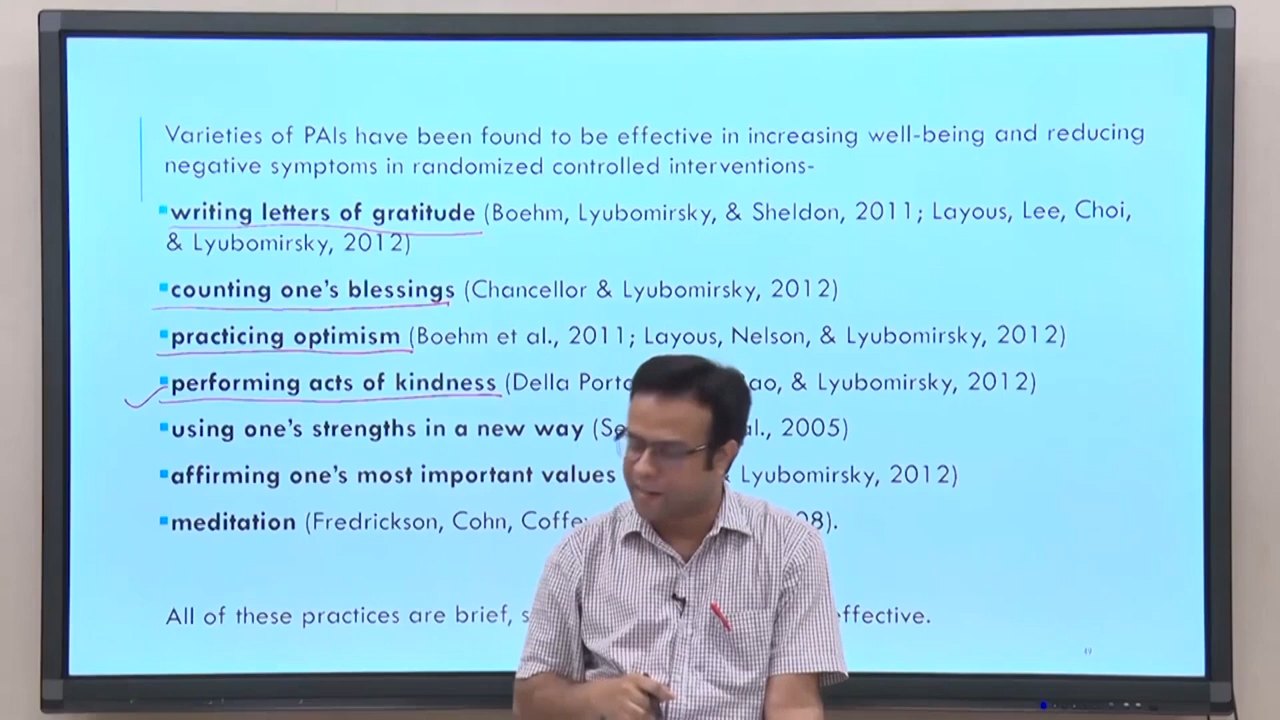 Varieties of PAIs have been found to be effective in increasing well-being and reducing
negative symptoms in randomized controlled interventions-
▪writing letters of gratitude (Boehm, Lyubomirsky, & Sheldon, 2011; Layous, Lee, Choi,
& Lyubomirsky, 2012)
▪counting one's blessings (Chancellor & Lyubomirsky, 2012)
▪practicing optimism (Boehm et al., 2011; Layous, Nelson, & Lyubomirsky, 2012)
▪performing acts of kindness (Della & Lyubomirsky, 2012)
▪using one's strengths in a new way 2005)
▪affirming one's most important values Lyubomirsky, 2012)
▪meditation (Fredrickson, Cohn,
All of these practices are brief,